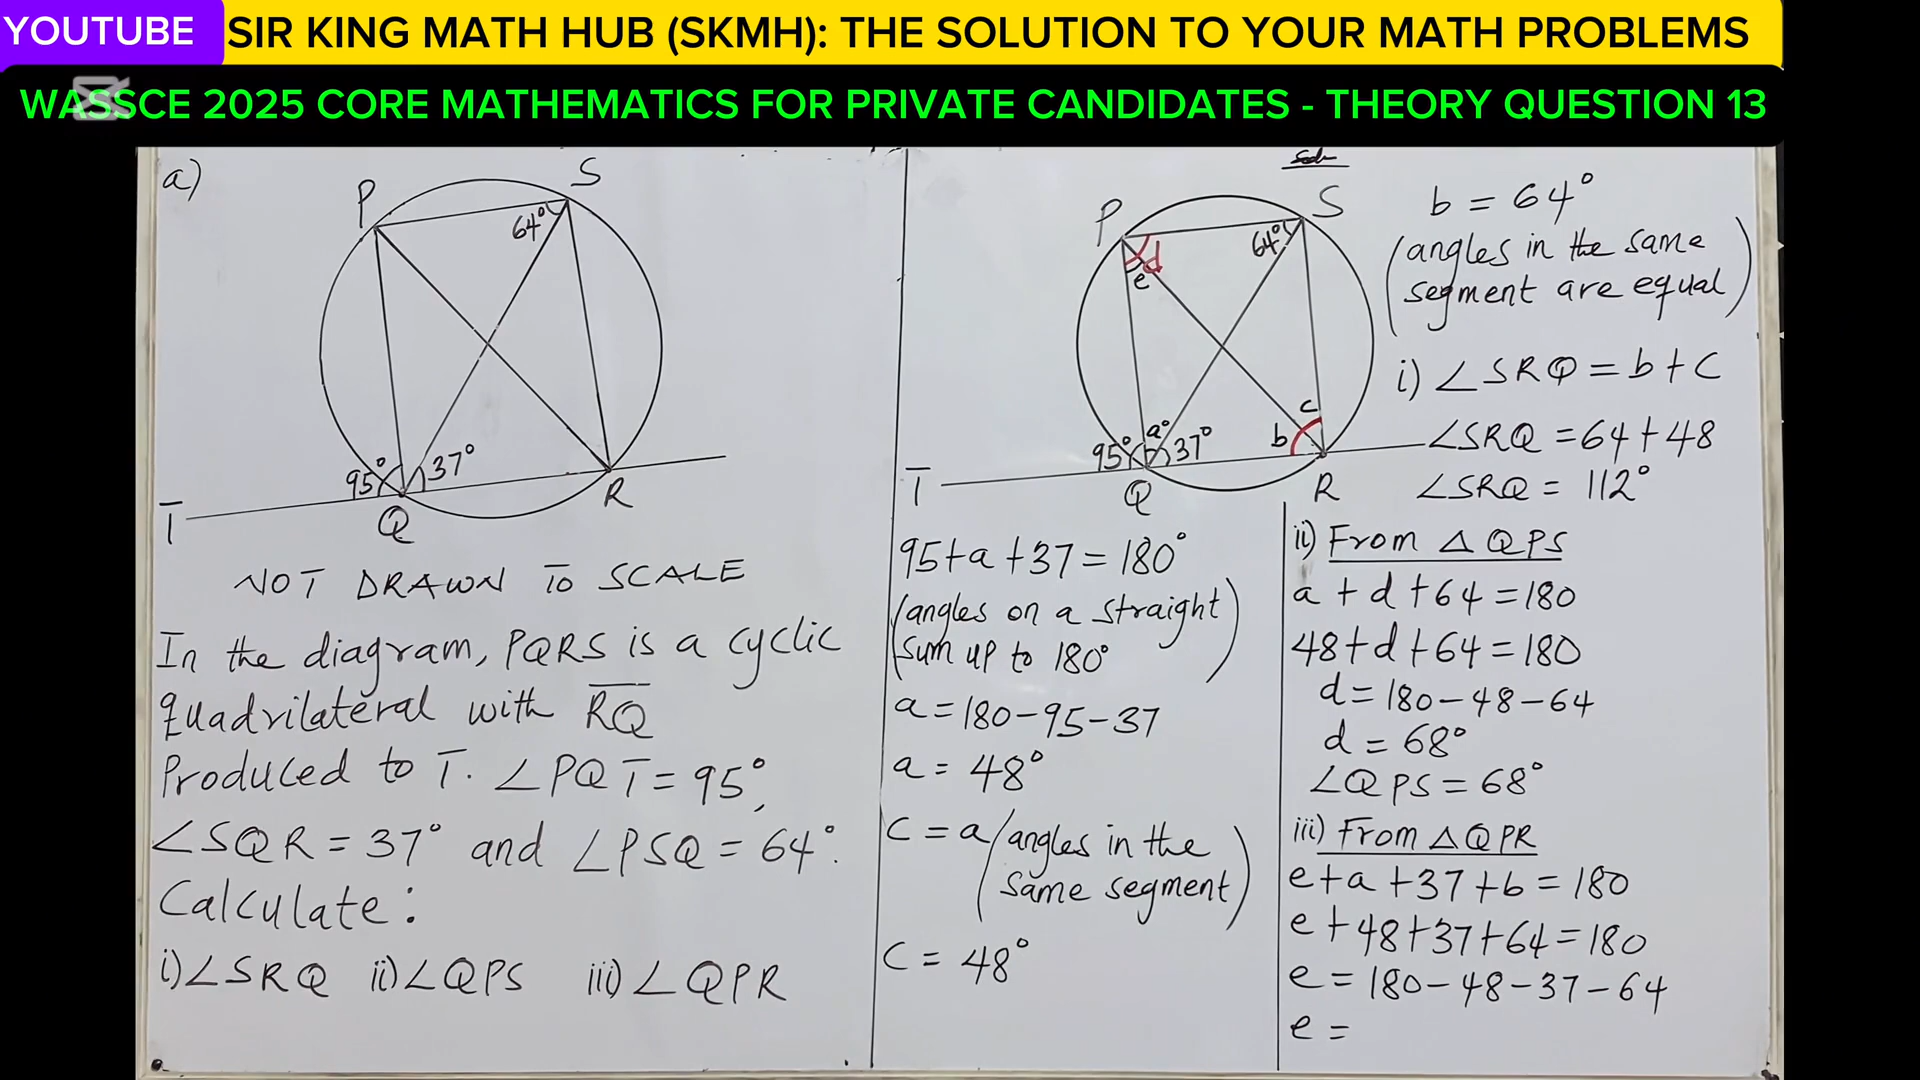 YOUTUBE
SIR KING MATH HUB (SKMH): THE SOLUTION TO YOUR MATH PROBLEMS
WASSCE 2025 CORE MATHEMATICS FOR PRIVATE CANDIDATES - THEORY QUESTION 13
a)
P
S
64°
95°
37°
T
Q
R
NOT DRAWN TO SCALE
In the diagram, PQRS is a cyclic
quadrilateral with R̅Q̅
Produced to T. ∠PQT = 95°,
∠SQR = 37° and ∠PSQ = 64°.
Calculate:
i) ∠SRQ ii) ∠QPS iii) ∠QPR
Soln
P
S
d
e
64°
c
b
95°
a°
37°
T
Q
R
95+a+37=180°
(angles on a straight
sum up to 180°)
a=180-95-37
a= 48°
C = a (angles in the
same segment)
C = 48°
b = 64°
(angles in the same
segment are equal)
i) ∠SRQ = b+C
∠SRQ = 64+48
∠SRQ = 112°
ii) From △QPS
a + d + 64 = 180
48+d+64=180
d=180-48-64
d = 68°
∠QPS = 68°
iii) From △QPR
e+a+37+b = 180
e+48+37+64=180
e = 180-48-37-64
e =